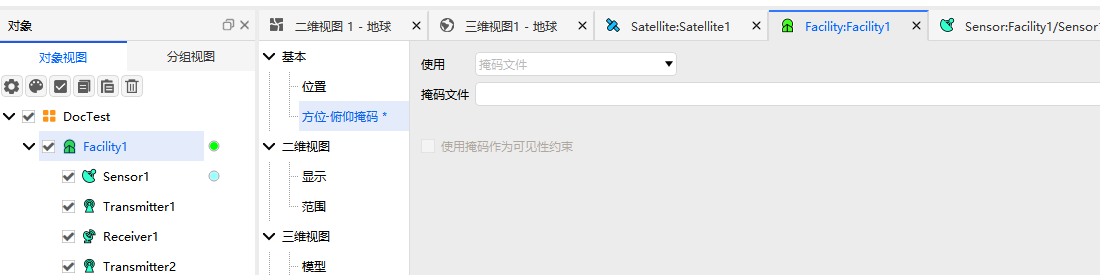 对象
对象视图
分组视图
DocTest
Facility1
Sensor1
Transmitter1
Receiver1
Transmitter2
二维视图 1 - 地球
三维视图1 - 地球
Satellite:Satellite1
Facility:Facility1
Sensor:Facility1/Sensor1
基本
位置
方位-俯仰掩码 *
二维视图
显示
范围
三维视图
模型
使用
掩码文件
掩码文件
使用掩码作为可见性约束